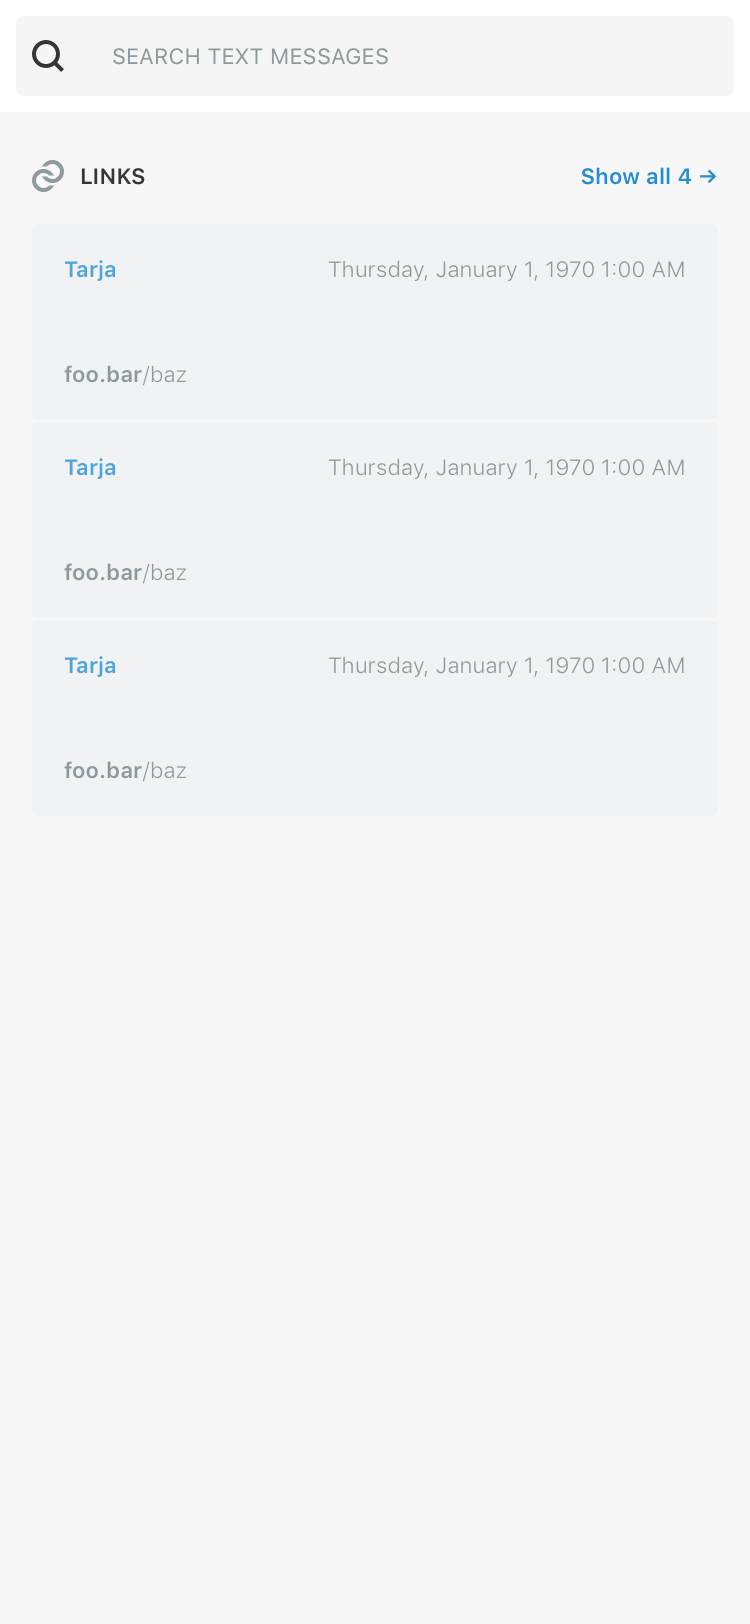 SEARCH TEXT MESSAGES
LINKS Show all 4 →
Tarja Thursday, January 1, 1970 1:00 AM
foo.bar/baz
Tarja Thursday, January 1, 1970 1:00 AM
foo.bar/baz
Tarja Thursday, January 1, 1970 1:00 AM
foo.bar/baz